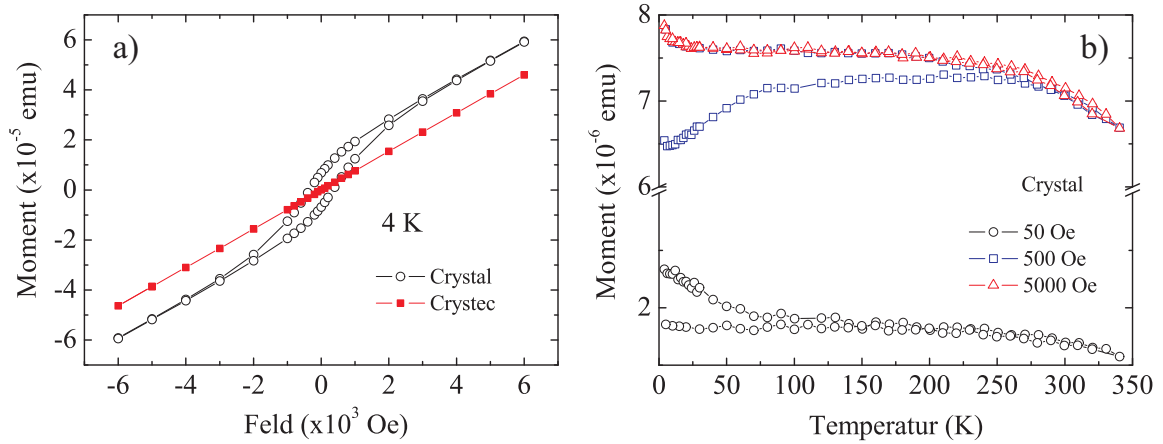 a)
6
4
2
0
-2
-4
-6
Moment (x10⁻⁵ emu)
4 K
Crystal
Crystec
-6 -4 -2 0 2 4 6
Feld (x10³ Oe)
b)
8
7
6
2
Moment (x10⁻⁶ emu)
Crystal
50 Oe
500 Oe
5000 Oe
0 50 100 150 200 250 300 350
Temperatur (K)